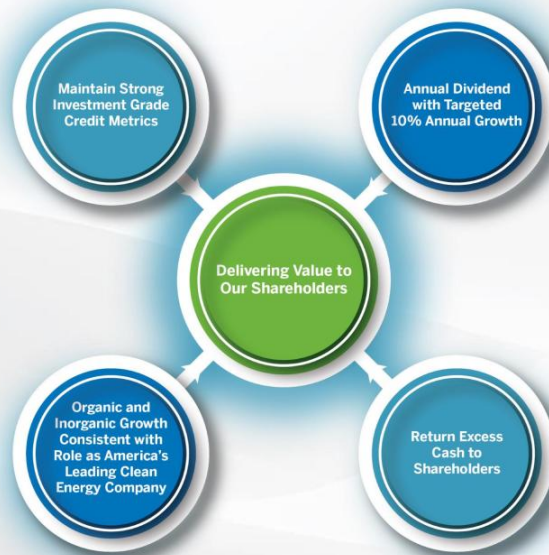 Maintain Strong
Investment Grade
Credit Metrics
Annual Dividend
with Targeted
10% Annual Growth
Delivering Value to
Our Shareholders
Organic and
Inorganic Growth
Consistent with
Role as America's
Leading Clean
Energy Company
Return Excess
Cash to
Shareholders